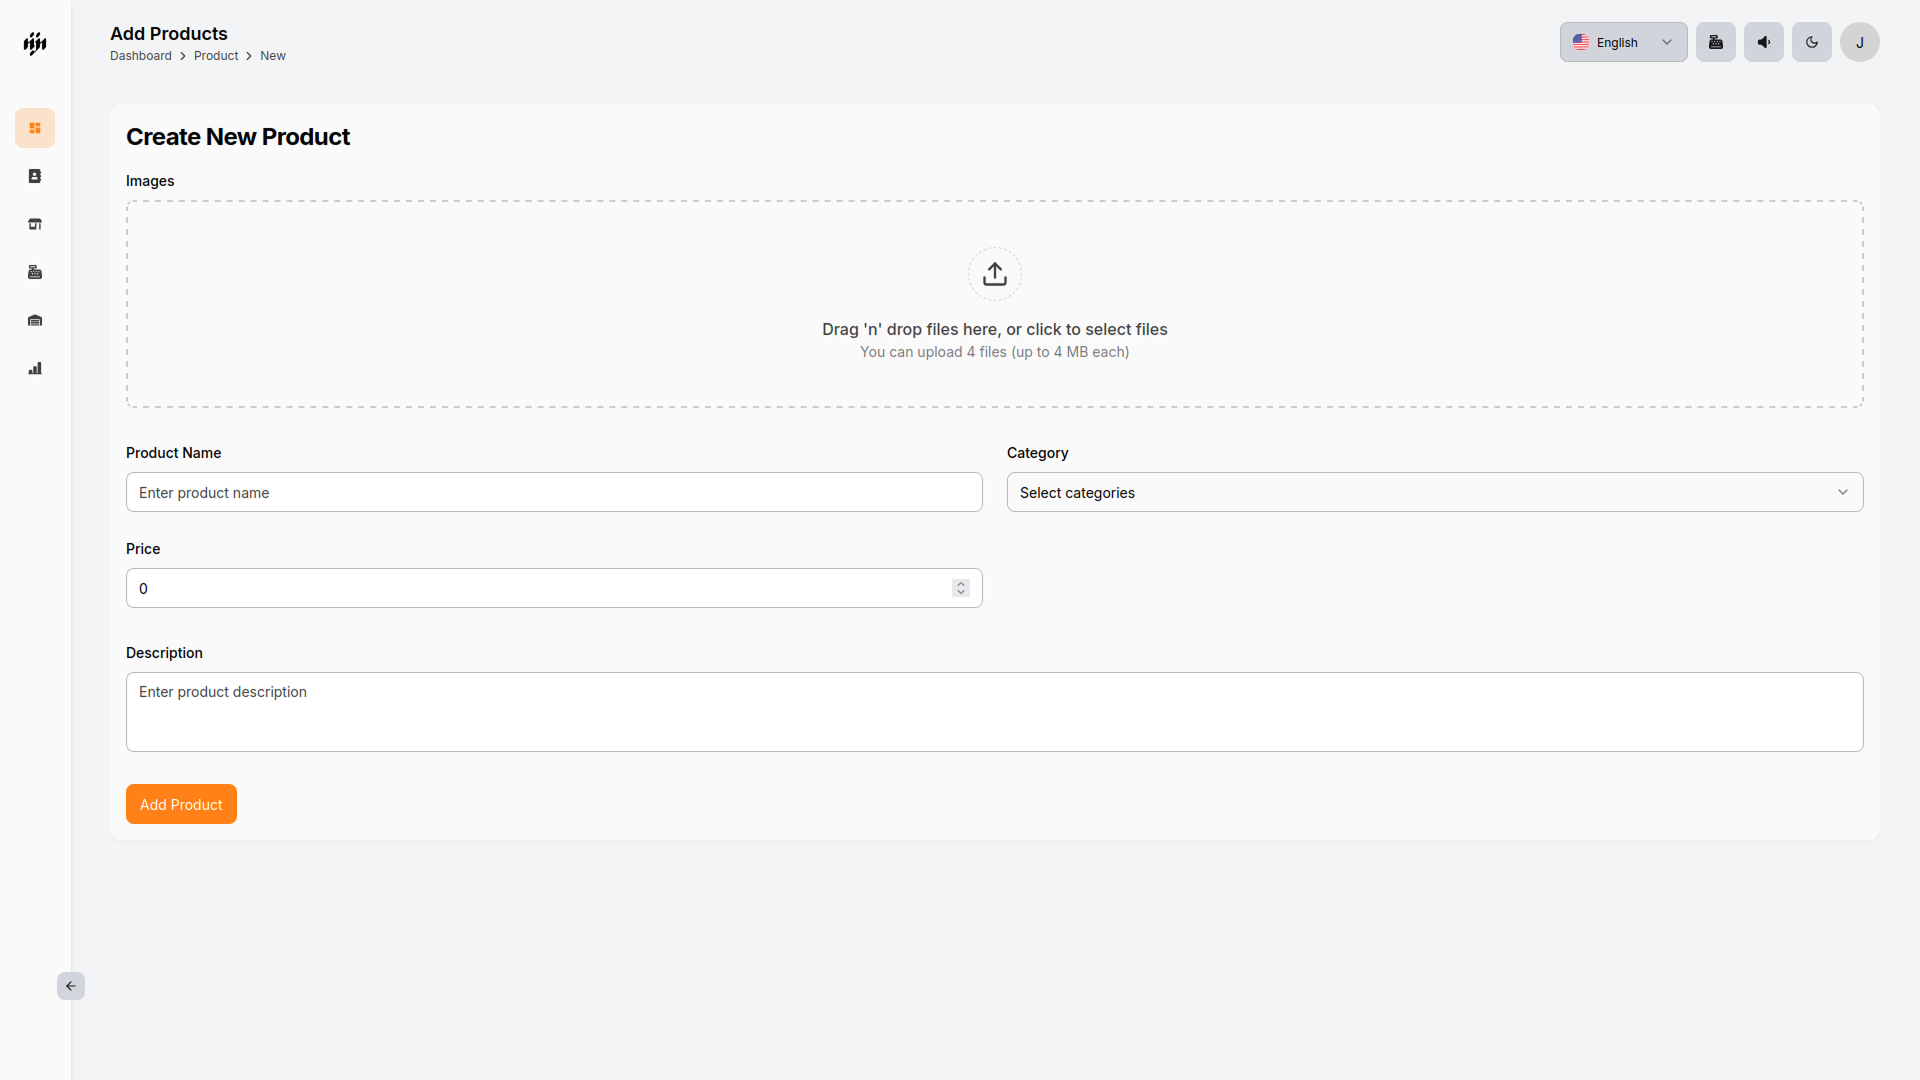 Add Products
Dashboard > Product > New
English
J
Create New Product
Images
Drag 'n' drop files here, or click to select files
You can upload 4 files (up to 4 MB each)
Product Name
Category
Enter product name
Select categories
Price
0
Description
Enter product description
Add Product